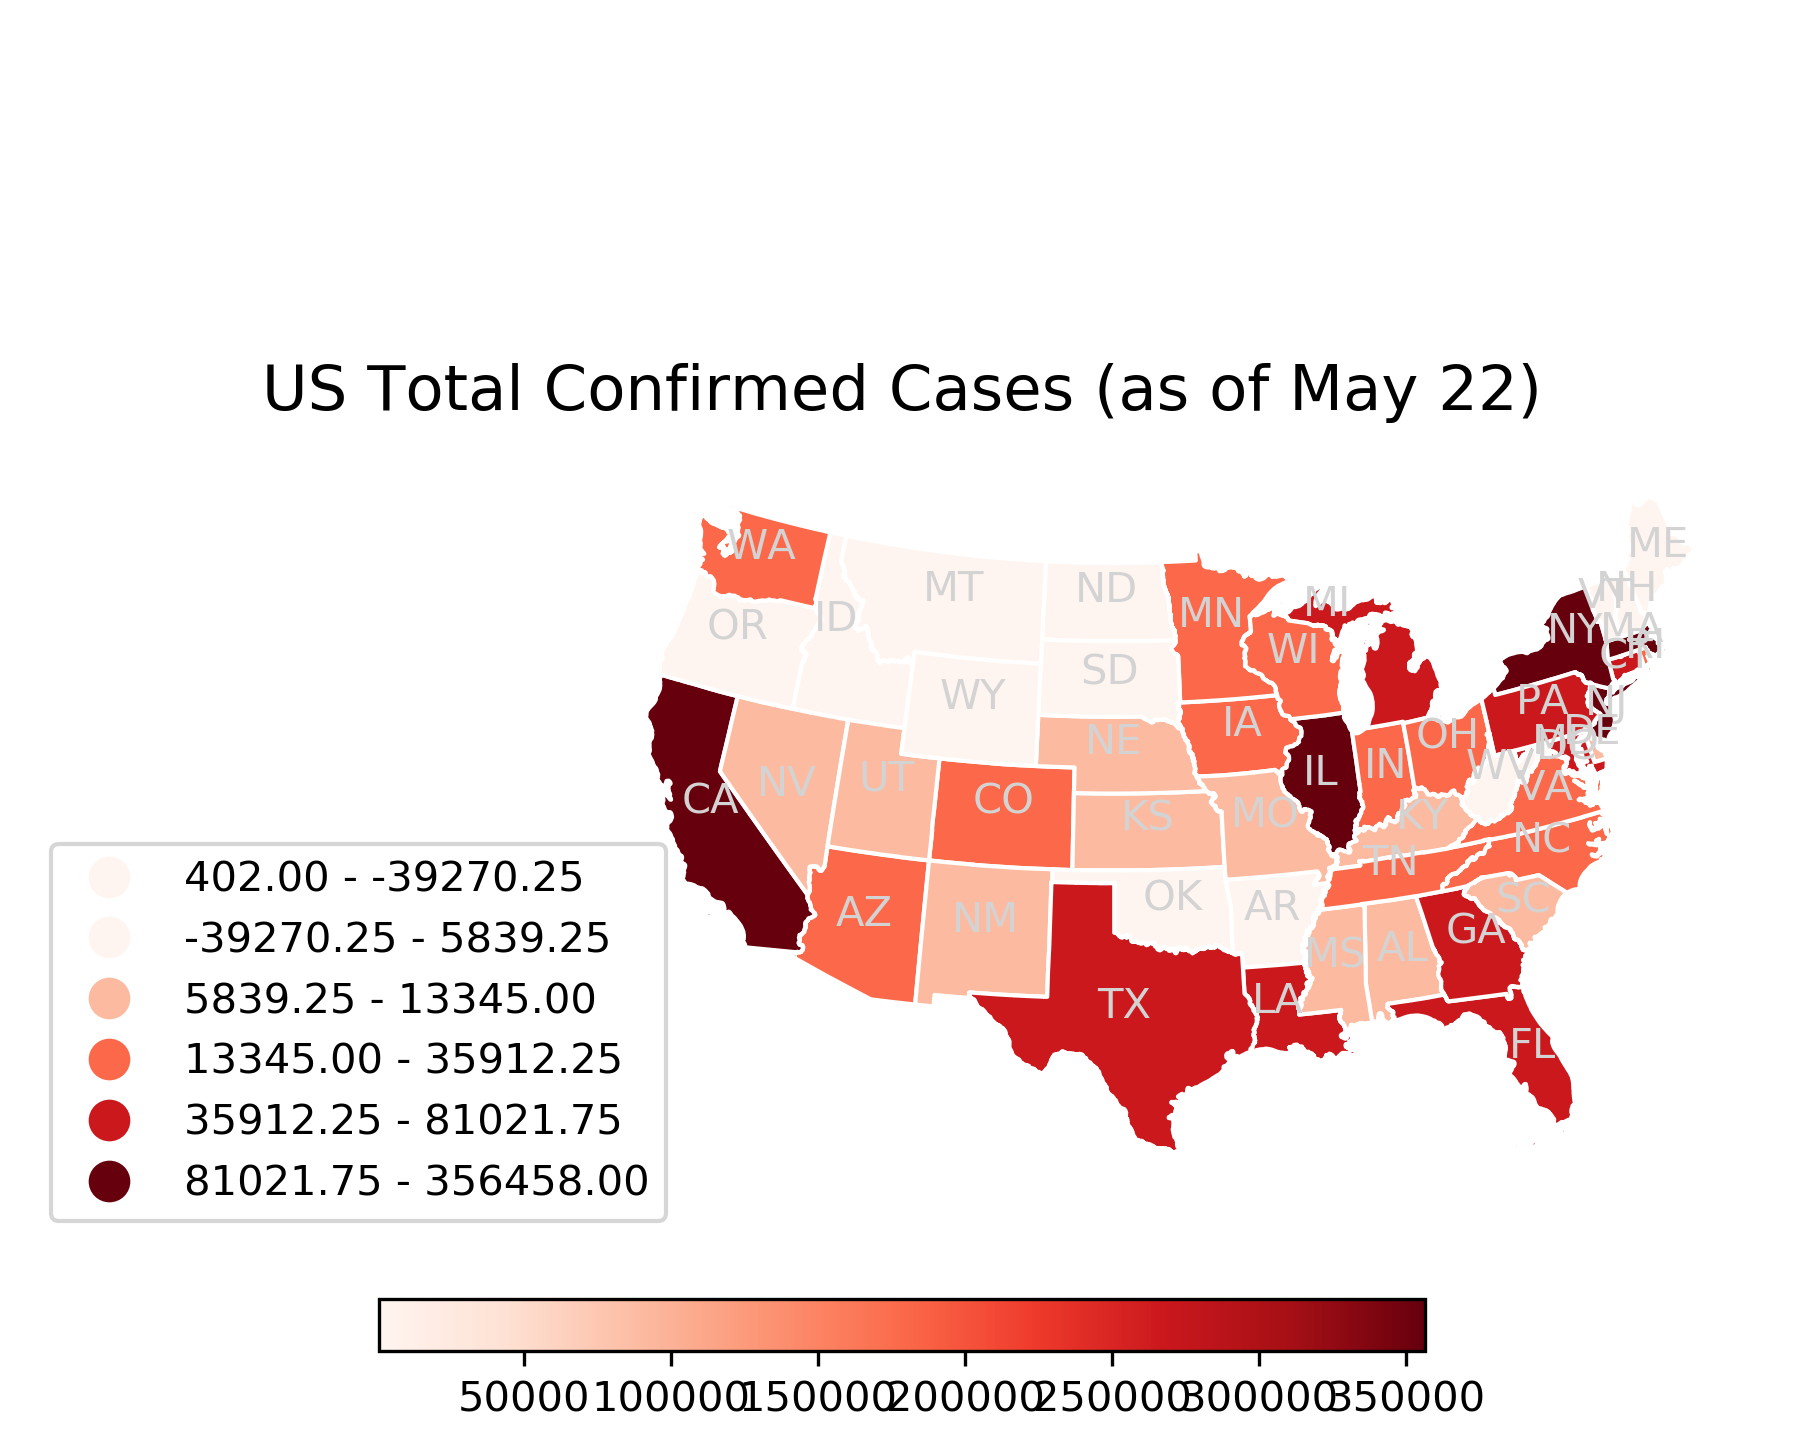 US Total Confirmed Cases (as of May 22)
WA
MT
ND
MN
MI
ME
VT
NH
OR
ID
WY
SD
WI
NY
MA
RI
CT
NV
UT
NE
IA
PA
NJ
CA
CO
KS
MO
IL
IN
OH
WV
MD
DE
DC
VA
KY
NC
AZ
NM
OK
AR
TN
SC
MS
AL
GA
TX
LA
FL
402.00 - -39270.25
-39270.25 - 5839.25
5839.25 - 13345.00
13345.00 - 35912.25
35912.25 - 81021.75
81021.75 - 356458.00
50000 100000 150000 200000 250000 300000 350000